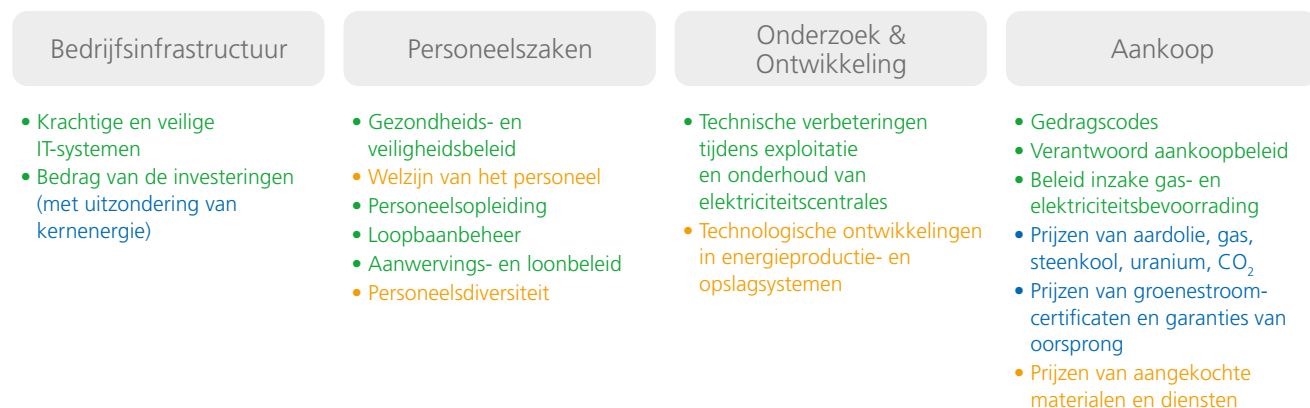 Bedrijfsinfrastructuur
• Krachtige en veilige
IT-systemen
• Bedrag van de investeringen
(met uitzondering van
kernenergie)
Personeelszaken
• Gezondheids- en
veiligheidsbeleid
• Welzijn van het personeel
• Personeelsopleiding
• Loopbaanbeheer
• Aanwervings- en loonbeleid
• Personeelsdiversiteit
Onderzoek &
Ontwikkeling
• Technische verbeteringen
tijdens exploitatie
en onderhoud van
elektriciteitscentrales
• Technologische ontwikkelingen
in energieproductie- en
opslagsystemen
Aankoop
• Gedragscodes
• Verantwoord aankoopbeleid
• Beleid inzake gas- en
elektriciteitsbevoorrading
• Prijzen van aardolie, gas,
steenkool, uranium, CO₂
• Prijzen van groenestroom-
certificaten en garanties van
oorsprong
• Prijzen van aangekochte
materialen en diensten